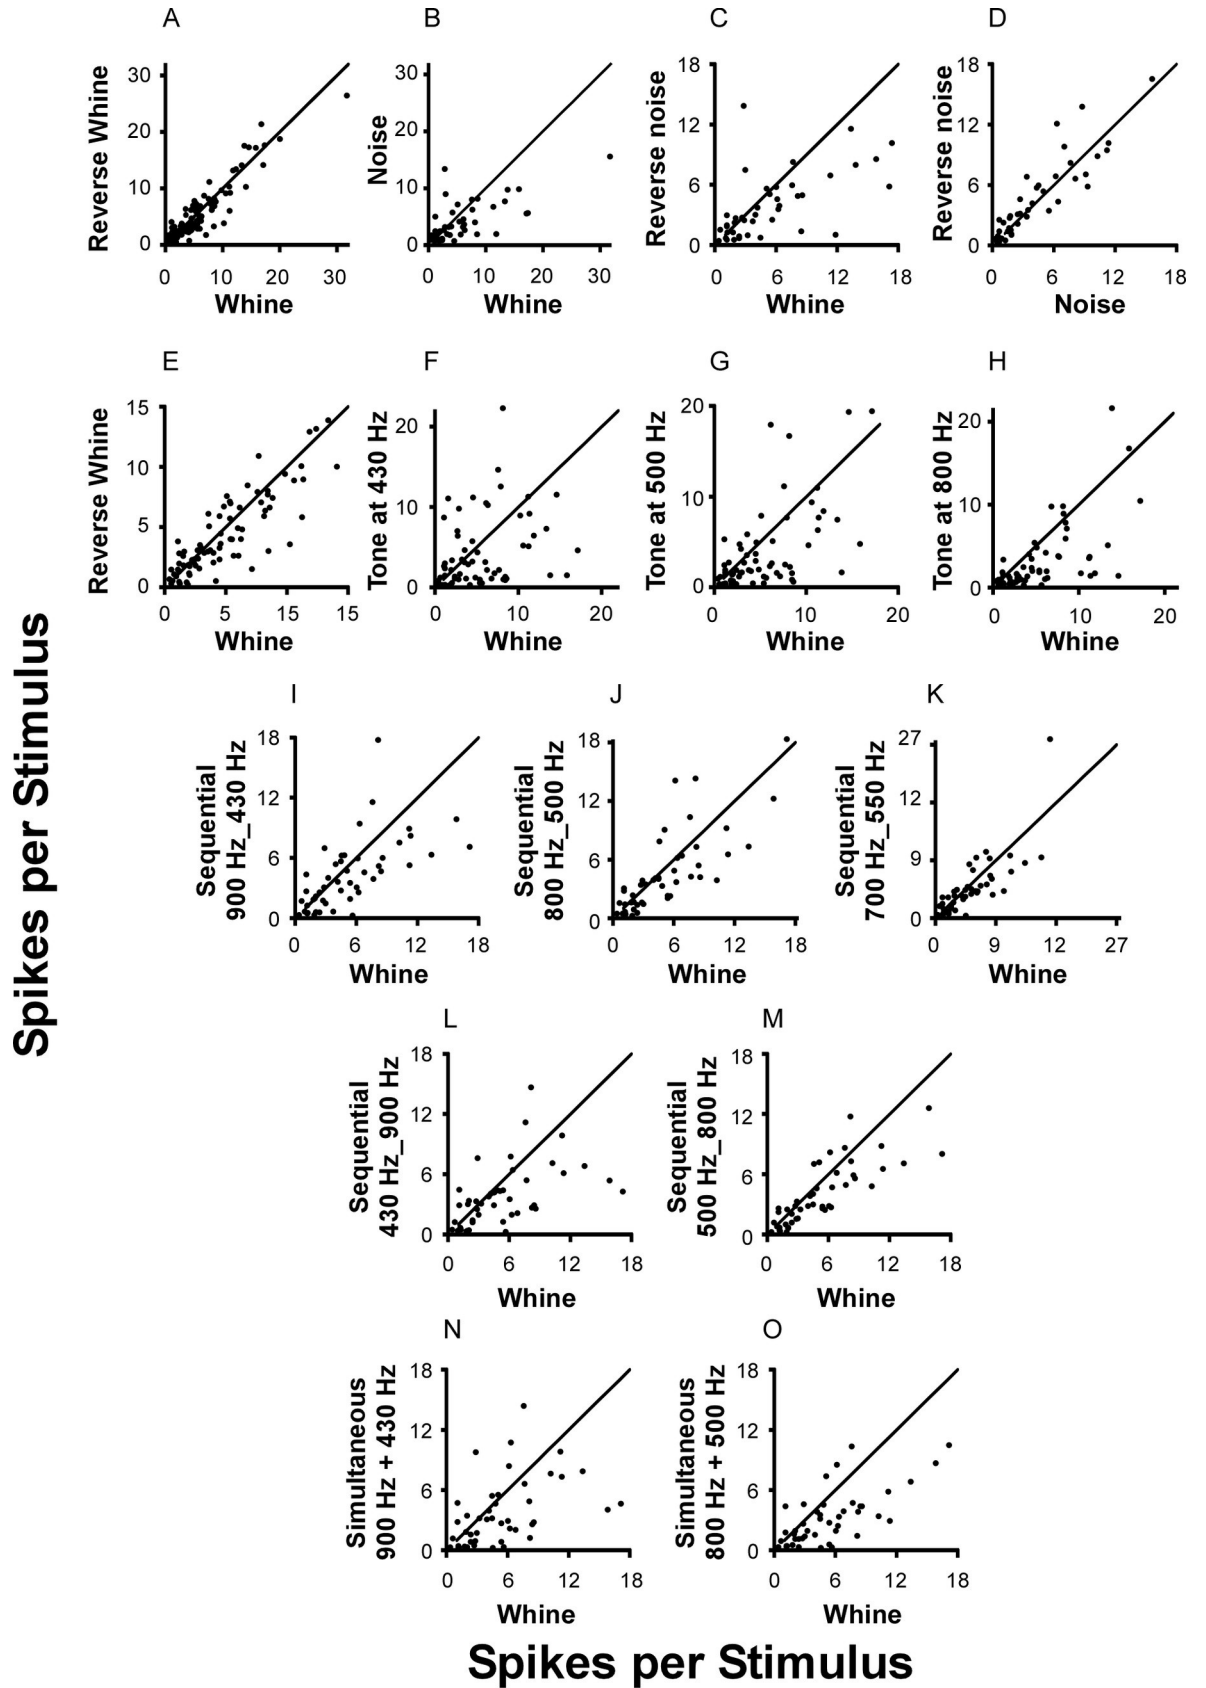 A
B
C
D
Reverse Whine
30
20
10
0
0 10 20 30
Whine
Noise
30
20
10
0
0 10 20 30
Whine
Reverse noise
18
12
6
0
0 6 12 18
Whine
Reverse noise
18
12
6
0
0 6 12 18
Noise
E
F
G
H
Reverse Whine
15
10
5
0
0 5 15 15
Whine
Tone at 430 Hz
20
10
0
0 10 20
Whine
Tone at 500 Hz
20
10
0
0 10 20
Whine
Tone at 800 Hz
20
10
0
0 10 20
Whine
Spikes per Stimulus
I
J
K
Sequential
900 Hz_430 Hz
18
12
6
0
0 6 12 18
Whine
Sequential
800 Hz_500 Hz
18
12
6
0
0 6 12 18
Whine
Sequential
700 Hz_550 Hz
27
12
9
0
0 9 12 27
Whine
L
M
Sequential
430 Hz_900 Hz
18
12
6
0
0 6 12 18
Whine
Sequential
500 Hz_800 Hz
18
12
6
0
0 6 12 18
Whine
N
O
Simultaneous
900 Hz + 430 Hz
18
12
6
0
0 6 12 18
Whine
Simultaneous
800 Hz + 500 Hz
18
12
6
0
0 6 12 18
Whine
Spikes per Stimulus